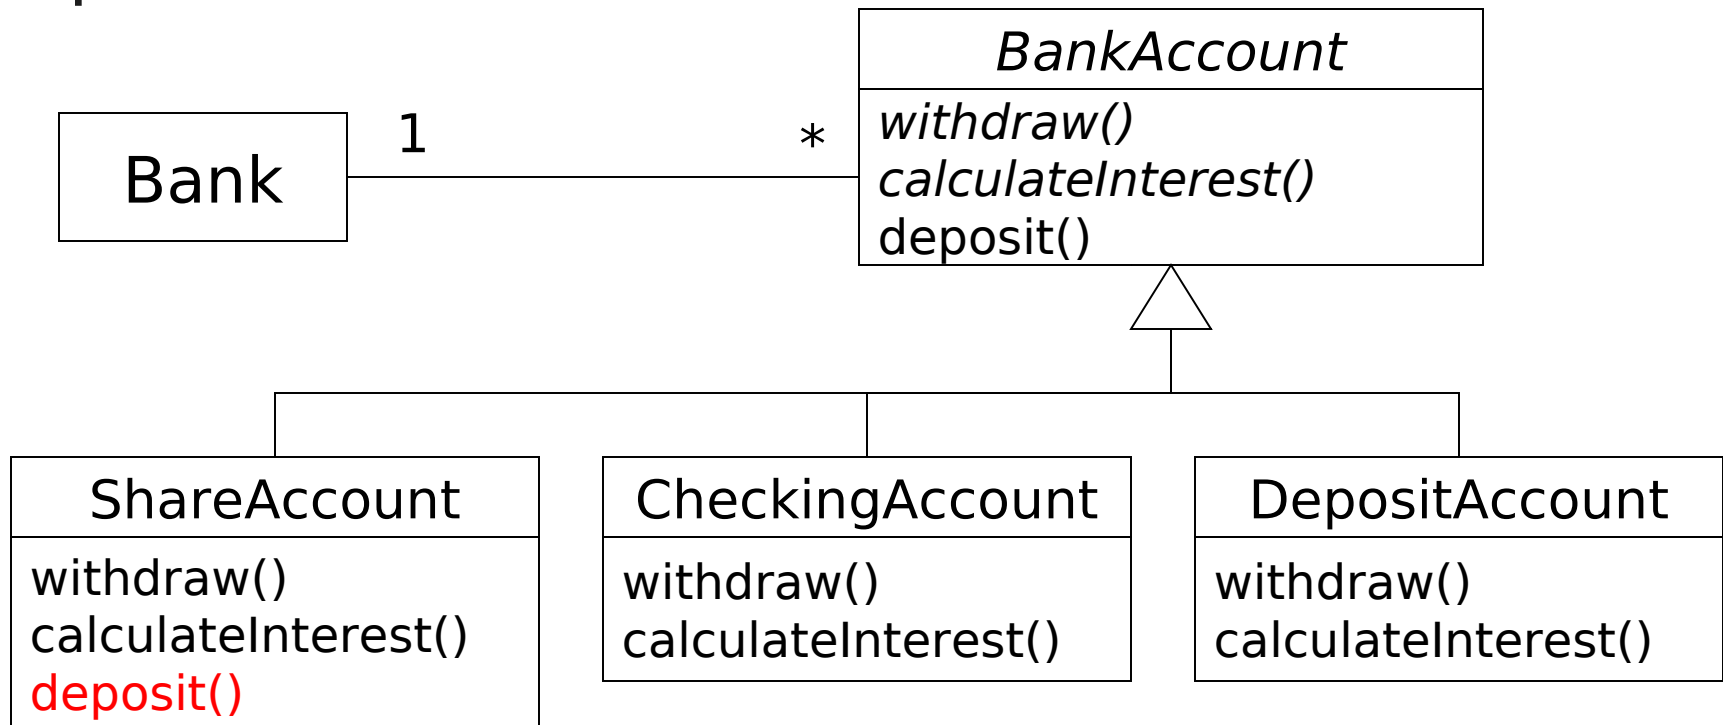 BankAccount
withdraw()
calculateInterest()
deposit()
Bank
1
*
ShareAccount
withdraw()
calculateInterest()
deposit()
CheckingAccount
withdraw()
calculateInterest()
DepositAccount
withdraw()
calculateInterest()